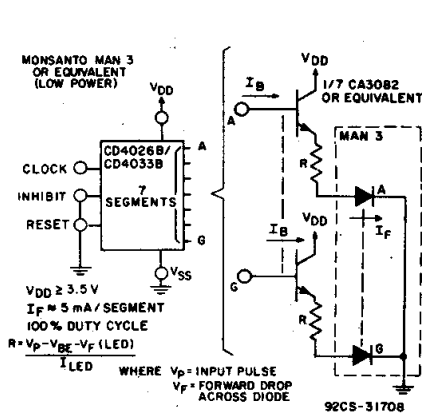 MONSANTO MAN 3
OR EQUIVALENT
(LOW POWER)
VDD
CD4026B/
CD4033B
7
SEGMENTS
A
G
CLOCK
INHIBIT
RESET
VSS
VDD ≥ 3.5 V
IF ≈ 5 mA/SEGMENT
100% DUTY CYCLE
R = VP-VBE-VF (LED)
ILED
VDD
IB
1/7 CA3082
OR EQUIVALENT
A
R
MAN 3
A
IF
VDD
IB
G
R
G
WHERE VP = INPUT PULSE
VF = FORWARD DROP
ACROSS DIODE
92CS-31708